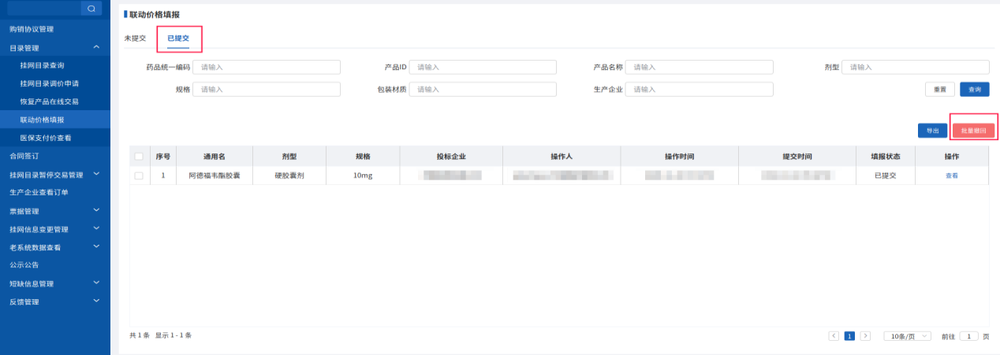 联动价格填报
购销协议管理
目录管理
挂网目录查询
挂网目录调价申请
恢复产品在线交易
联动价格填报
医保支付价查看
合同签订
挂网目录暂停交易管理
生产企业查看订单
票据管理
挂网信息变更管理
老系统数据查看
公示公告
短缺信息管理
反馈管理
未提交 已提交
药品统一编码 请输入 产品ID 请输入 产品名称 请输入 剂型 请输入
规格 请输入 包装材质 请输入 生产企业 请输入 重置 查询
导出 批量撤回
序号 通用名 剂型 规格 投标企业 操作人 操作时间 提交时间 填报状态 操作
1 阿德福韦酯胶囊 硬胶囊剂 10mg 已提交 查看
共 1 条 显示 1 - 1 条 1 10条/页 前往 1 页